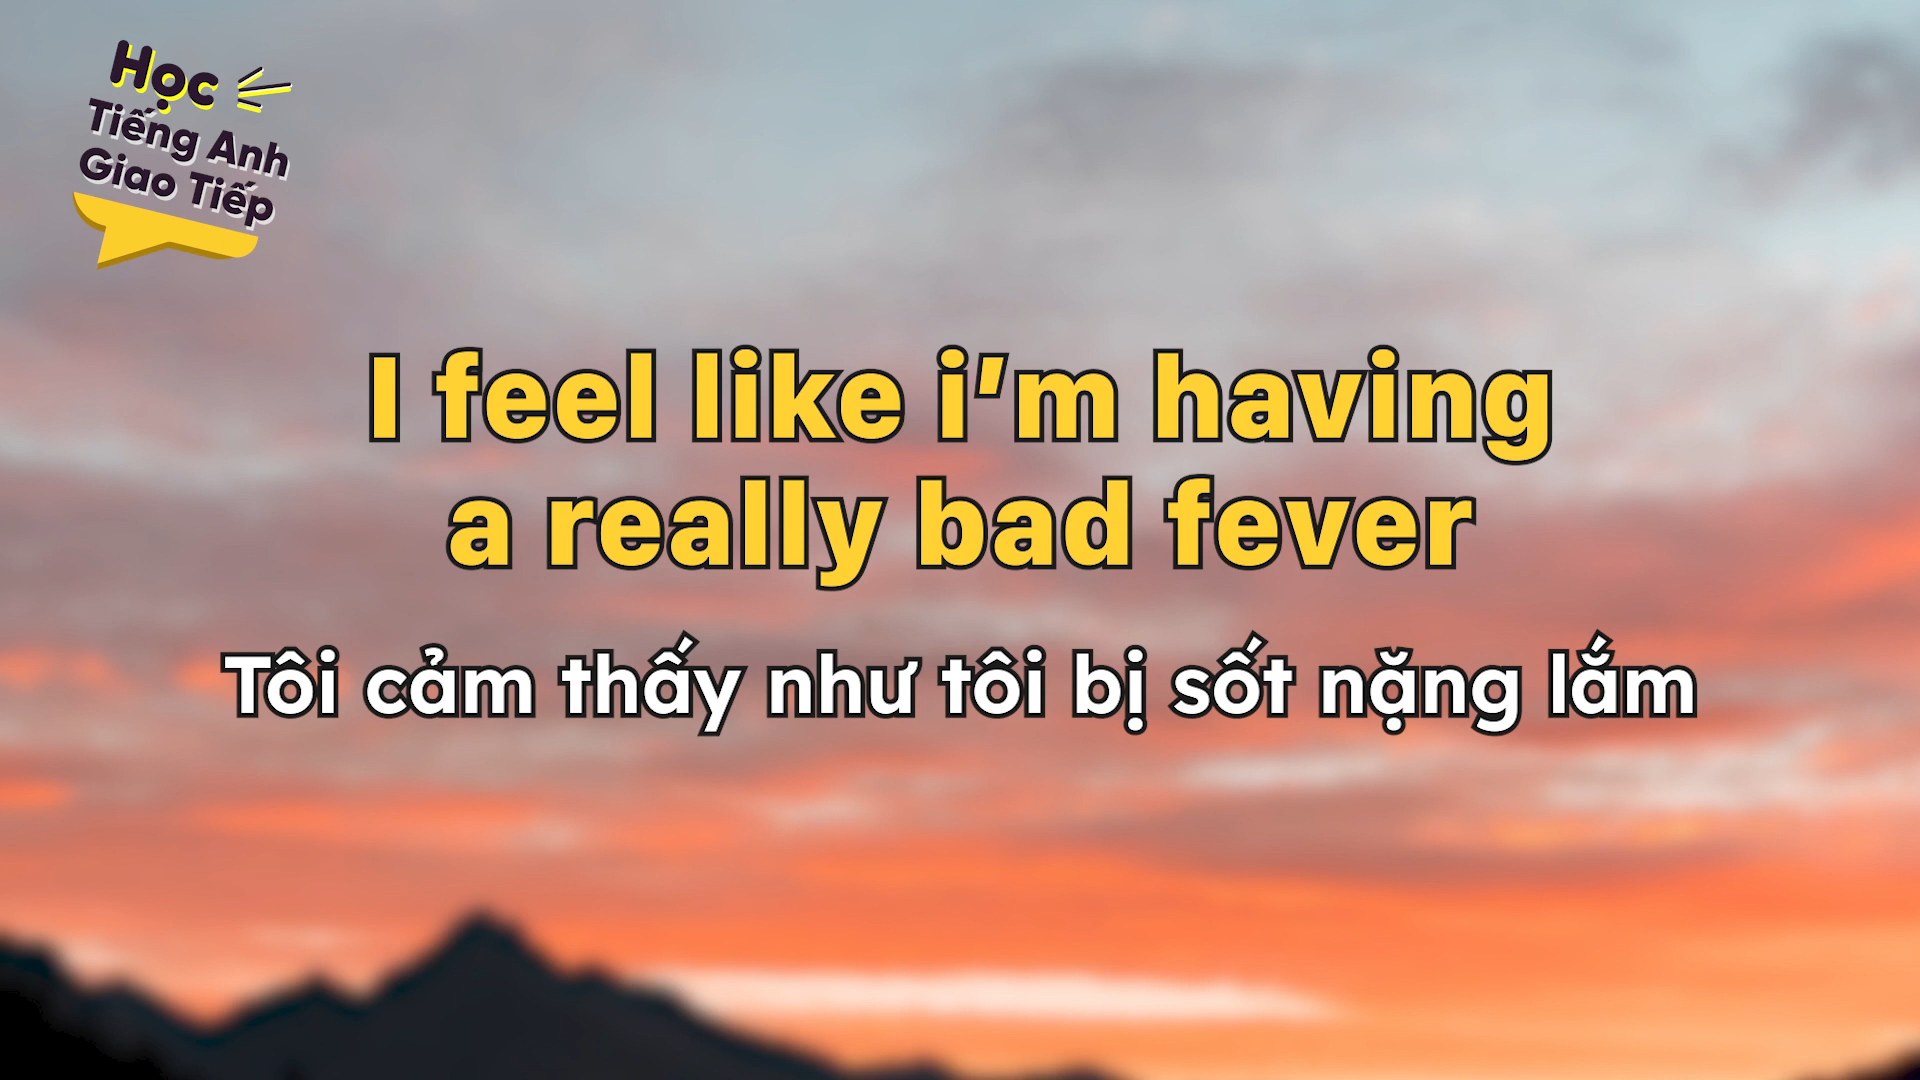 Học
Tiếng Anh
Giao Tiếp
I feel like i’m having
a really bad fever
Tôi cảm thấy như tôi bị sốt nặng lắm